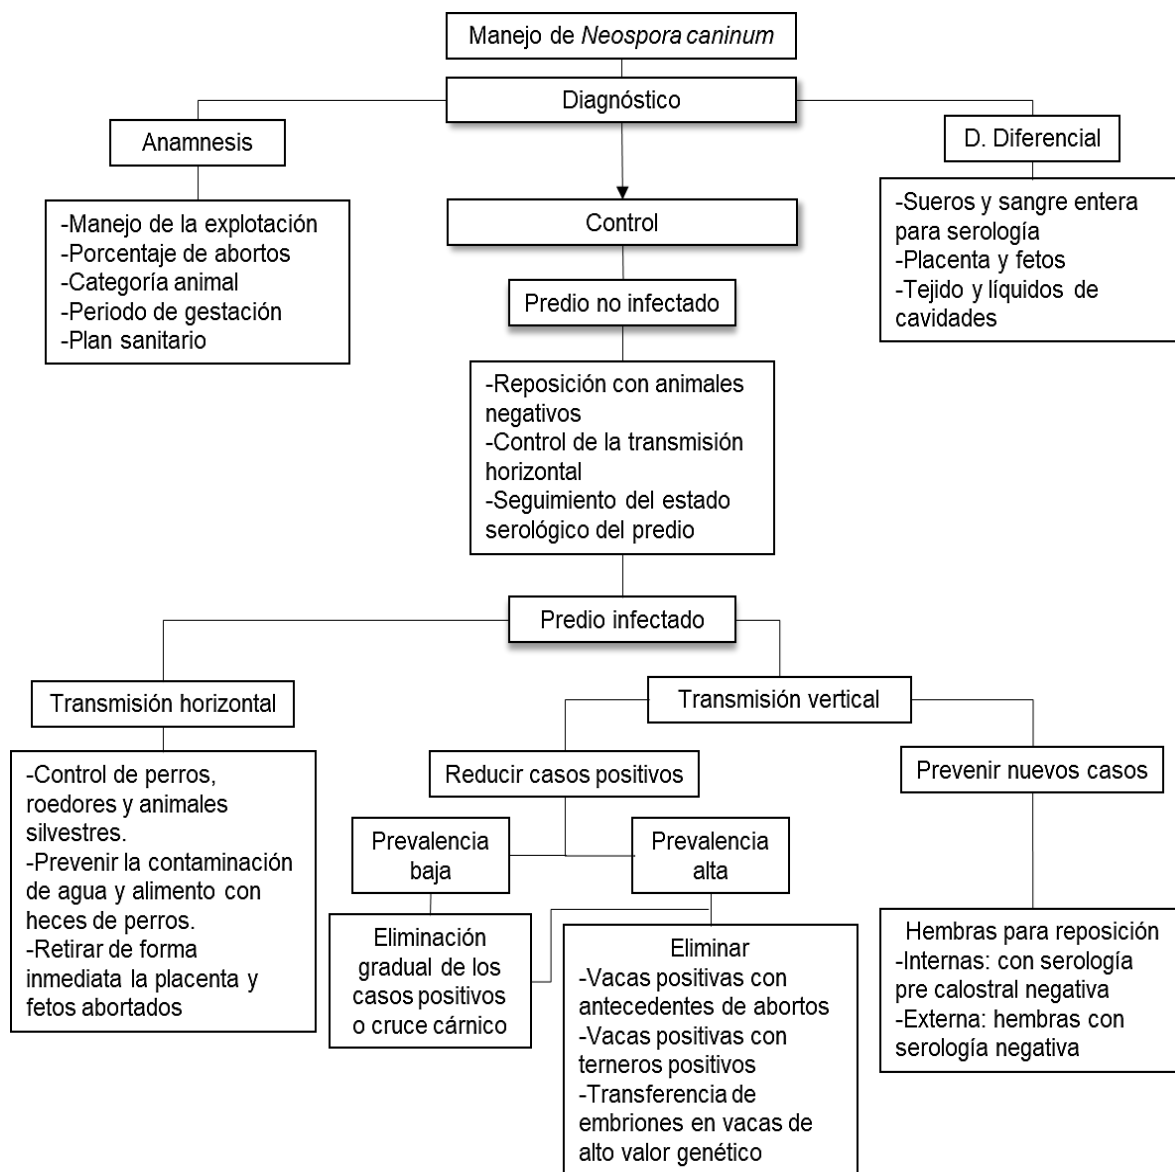 Manejo de Neospora caninum
Diagnóstico
Anamnesis
-Manejo de la explotación
-Porcentaje de abortos
-Categoría animal
-Periodo de gestación
-Plan sanitario
D. Diferencial
-Sueros y sangre entera
para serología
-Placenta y fetos
-Tejido y líquidos de
cavidades
Control
Predio no infectado
-Reposición con animales
negativos
-Control de la transmisión
horizontal
-Seguimiento del estado
serológico del predio
Predio infectado
Transmisión horizontal
-Control de perros,
roedores y animales
silvestres.
-Prevenir la contaminación
de agua y alimento con
heces de perros.
-Retirar de forma
inmediata la placenta y
fetos abortados
Transmisión vertical
Reducir casos positivos
Prevalencia
baja
Eliminación
gradual de los
casos positivos
o cruce cárnico
Prevalencia
alta
Eliminar
-Vacas positivas con
antecedentes de abortos
-Vacas positivas con
terneros positivos
-Transferencia de
embriones en vacas de
alto valor genético
Prevenir nuevos casos
Hembras para reposición
-Internas: con serología
pre calostral negativa
-Externa: hembras con
serología negativa